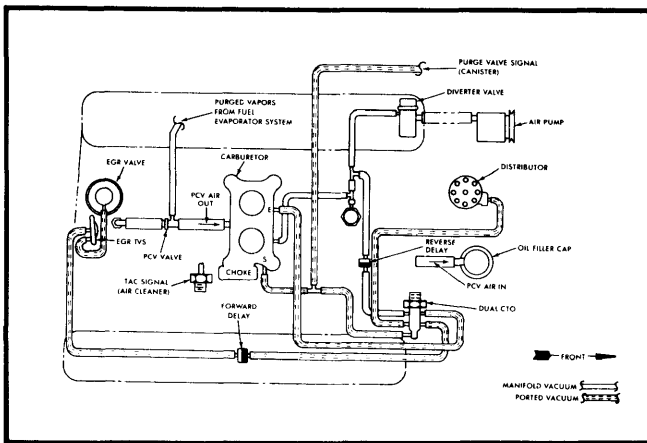 PURGE VALVE SIGNAL
(CANISTER)
DIVERTER VALVE
PURGED VAPORS
FROM FUEL
EVAPORATOR SYSTEM
AIR PUMP
CARBURETOR
DISTRIBUTOR
EGR VALVE
PCV AIR
OUT
E
EGR TVS
PCV VALVE
REVERSE
DELAY
OIL FILLER CAP
S
CHOKE
TAC SIGNAL
(AIR CLEANER)
PCV AIR IN
FORWARD
DELAY
DUAL CTO
FRONT
MANIFOLD VACUUM
PORTED VACUUM